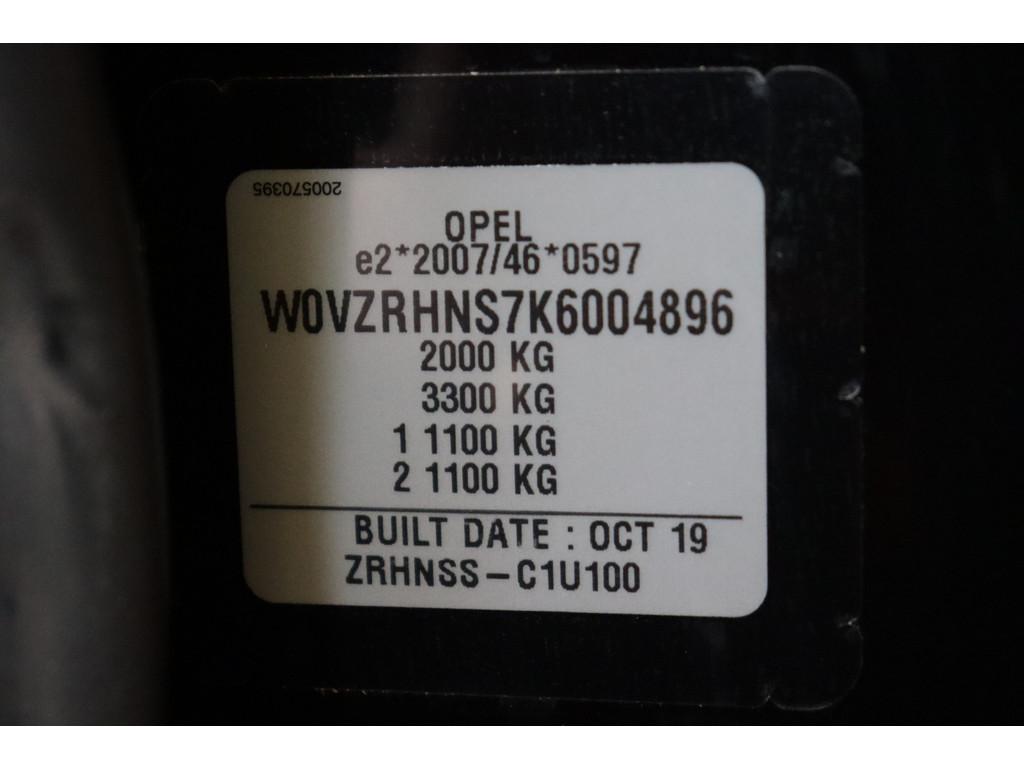 200570395
OPEL
e2*2007/46*0597
W0VZRHNS7K6004896
2000 KG
3300 KG
1 1100 KG
2 1100 KG
BUILT DATE : OCT 19
ZRHNSS-C1U100